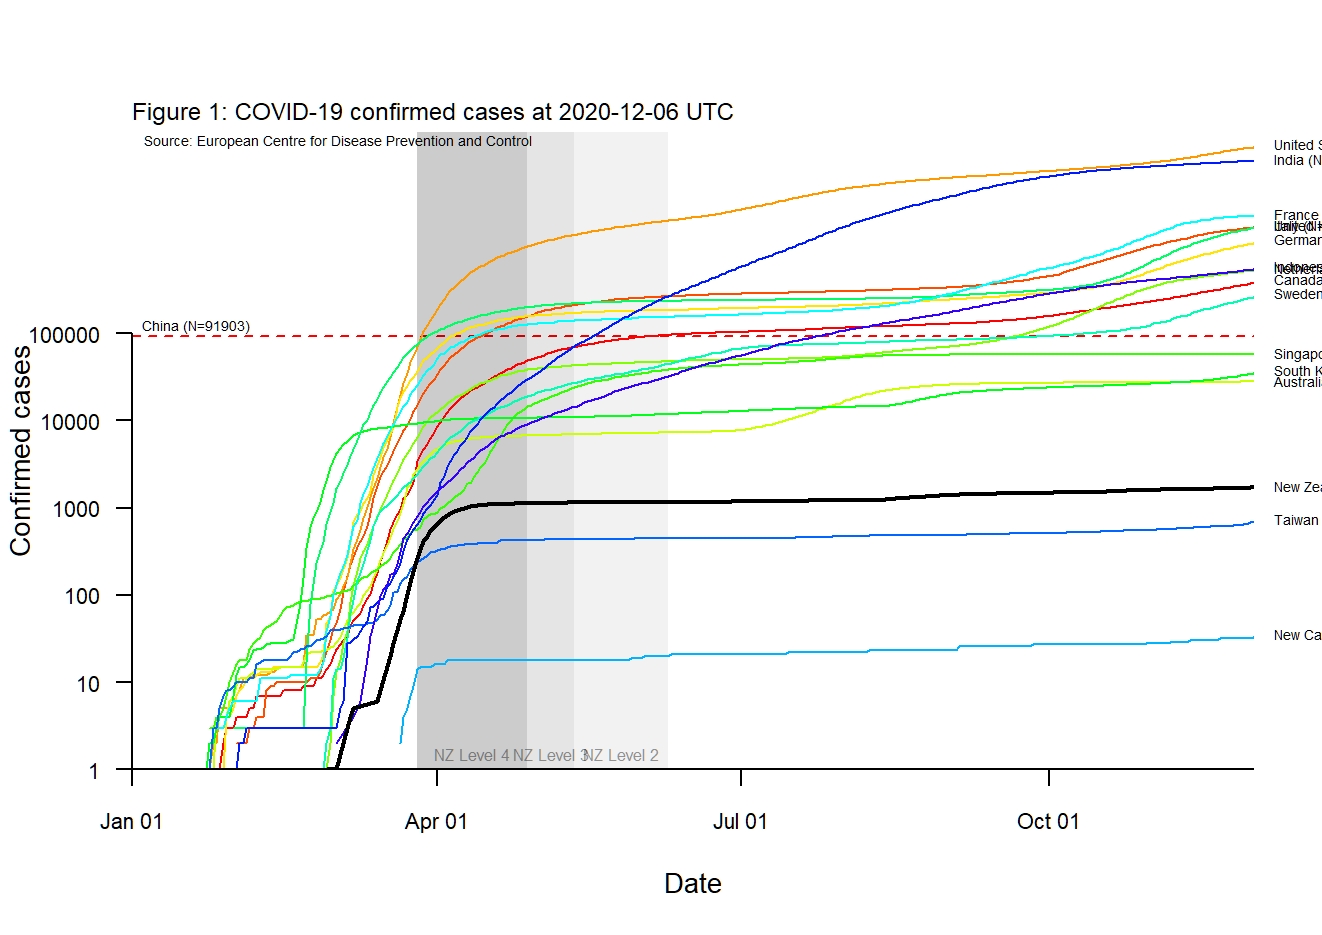 Figure 1: COVID-19 confirmed cases at 2020-12-06 UTC
Source: European Centre for Disease Prevention and Control
United S
India (N
France
German
Canada
Sweden
China (N=91903)
100000
Singapo
South K
Australi
10000
Confirmed cases
1000
New Zea
Taiwan
100
New Ca
10
NZ Level 4
NZ Level 3
NZ Level 2
1
Jan 01
Apr 01
Jul 01
Oct 01
Date